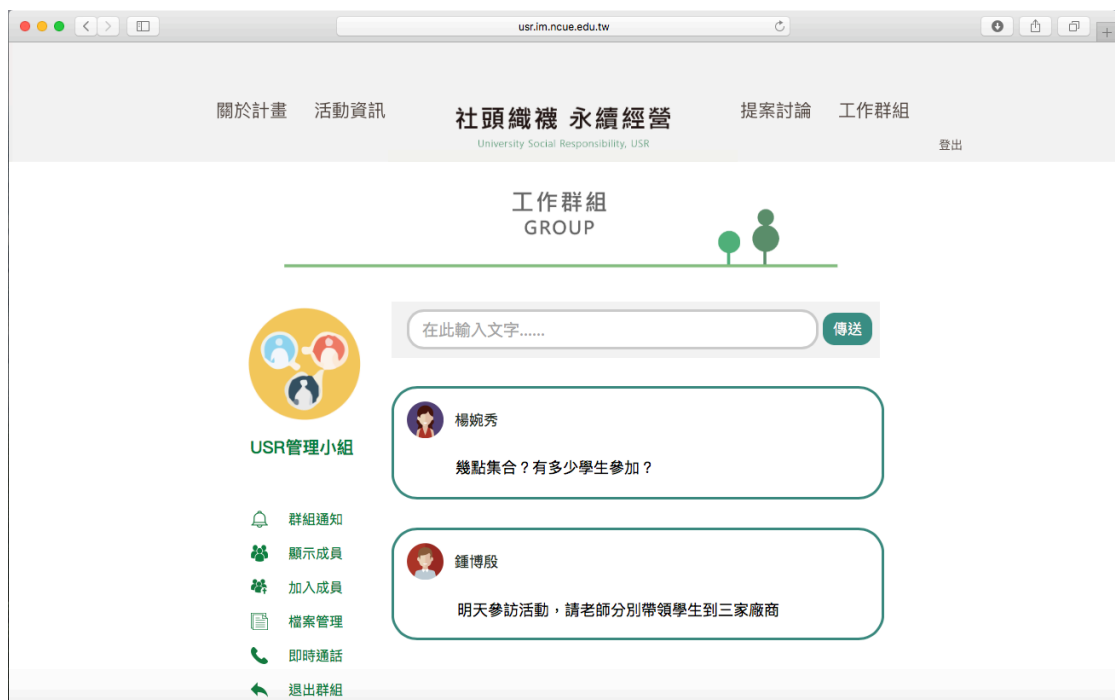 usr.im.ncue.edu.tw
關於計畫 活動資訊 社頭織襪 永續經營 提案討論 工作群組
University Social Responsibility, USR
登出
工作群組
GROUP
在此輸入文字......
傳送
USR管理小組
群組通知
顯示成員
加入成員
檔案管理
即時通話
退出群組
楊婉秀
幾點集合？有多少學生參加？
鍾博殷
明天參訪活動，請老師分別帶領學生到三家廠商